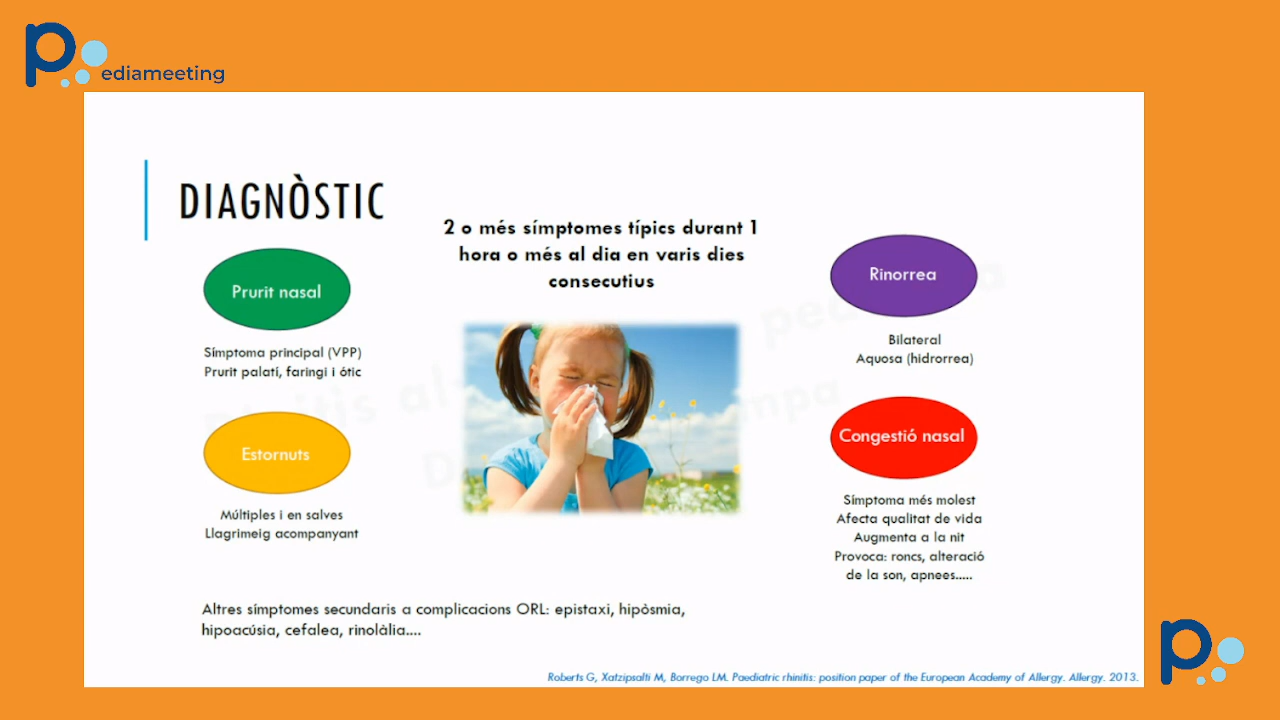 pediameeting
DIAGNÒSTIC
2 o més símptomes típics durant 1
hora o més al dia en varis dies
consecutius
Prurit nasal
Símptoma principal (VPP)
Prurit palatí, faringi i òtic
Estornuts
Múltiples i en salves
Llagrimeig acompanyant
Rinorrea
Bilateral
Aquosa (hidrorrea)
Congestió nasal
Símptoma més molest
Afecta qualitat de vida
Augmenta a la nit
Provoca: roncs, alteració
de la son, apnees.....
Altres símptomes secundaris a complicacions ORL: epistaxi, hipòsmia,
hipoacúsia, cefalea, rinolàlia....
Roberts G, Xatzipsalti M, Borrego LM. Paediatric rhinitis: position paper of the European Academy of Allergy. Allergy. 2013.
p